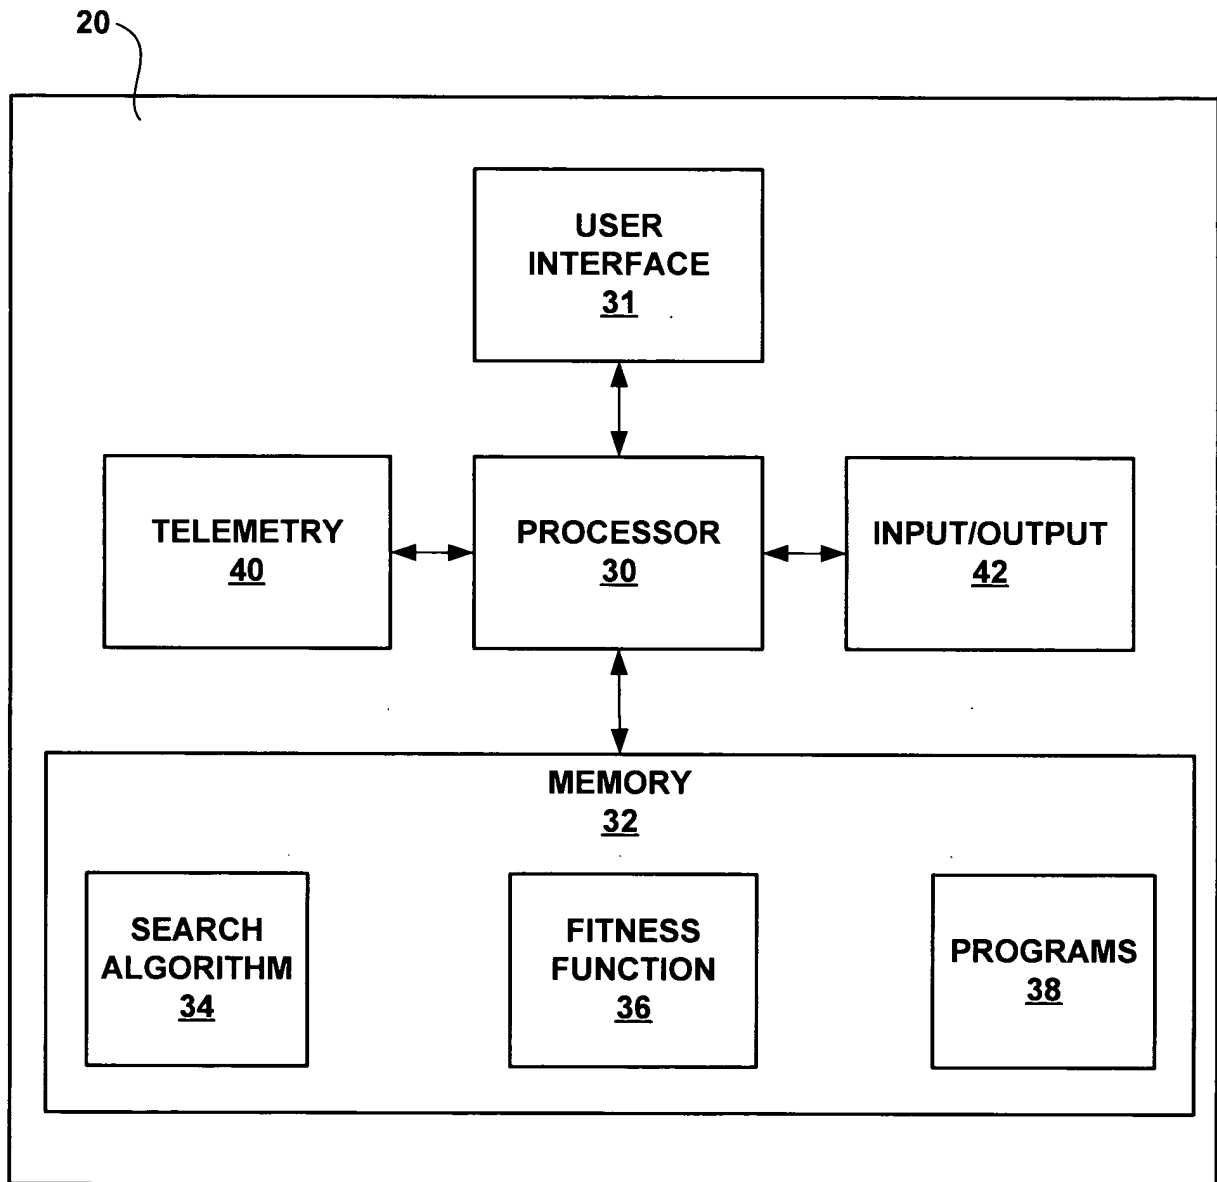 20
USER
INTERFACE
31
TELEMETRY
40
PROCESSOR
30
INPUT/OUTPUT
42
MEMORY
32
SEARCH
ALGORITHM
34
FITNESS
FUNCTION
36
PROGRAMS
38